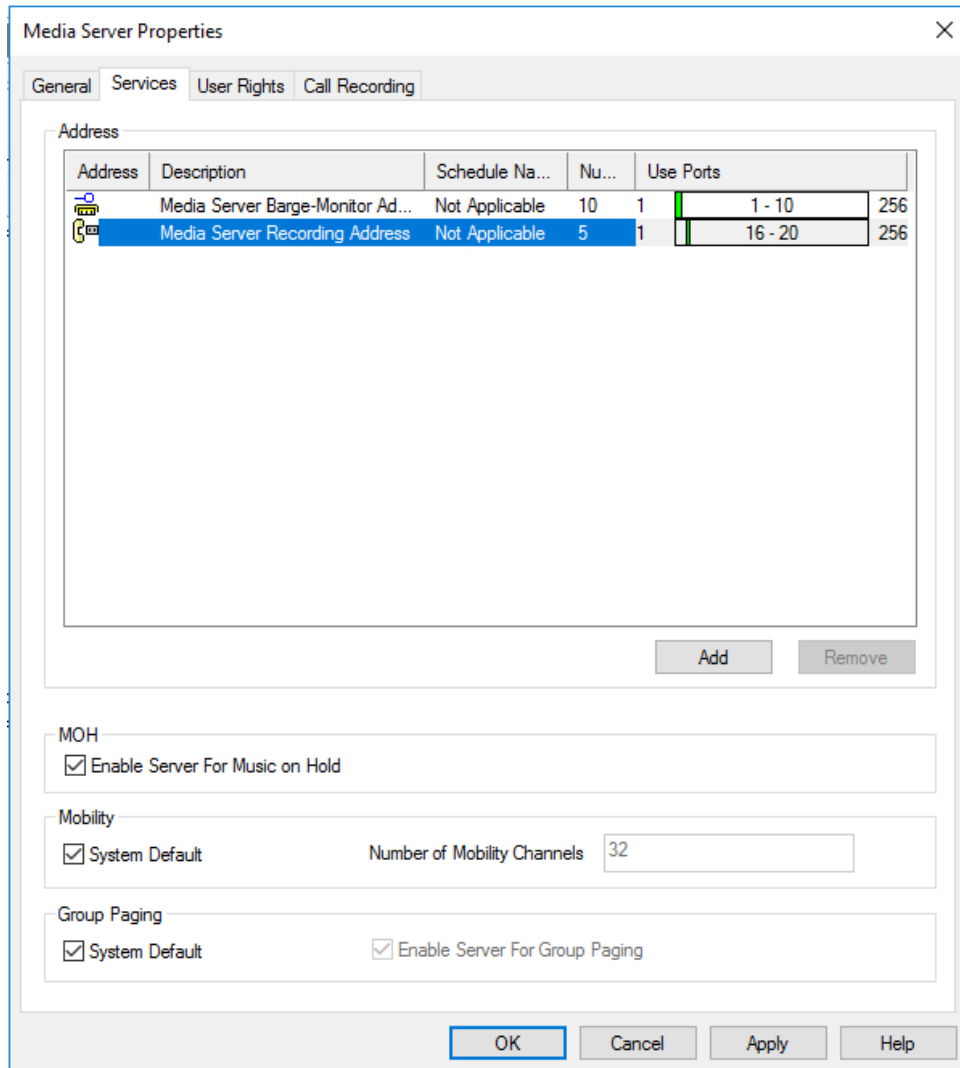 Media Server Properties
General Services User Rights Call Recording
Address
Address Description Schedule Na... Nu... Use Ports
Media Server Barge-Monitor Ad... Not Applicable 10 1 1 - 10 256
Media Server Recording Address Not Applicable 5 1 16 - 20 256
Add Remove
MOH
Enable Server For Music on Hold
Mobility
System Default Number of Mobility Channels 32
Group Paging
System Default Enable Server For Group Paging
OK Cancel Apply Help